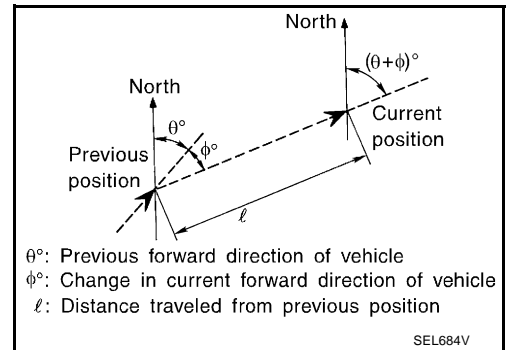 North
(θ+ϕ)°
North
θ°
ϕ°
Current
position
Previous
position
ℓ
θ°: Previous forward direction of vehicle
ϕ°: Change in current forward direction of vehicle
ℓ: Distance traveled from previous position
SEL684V